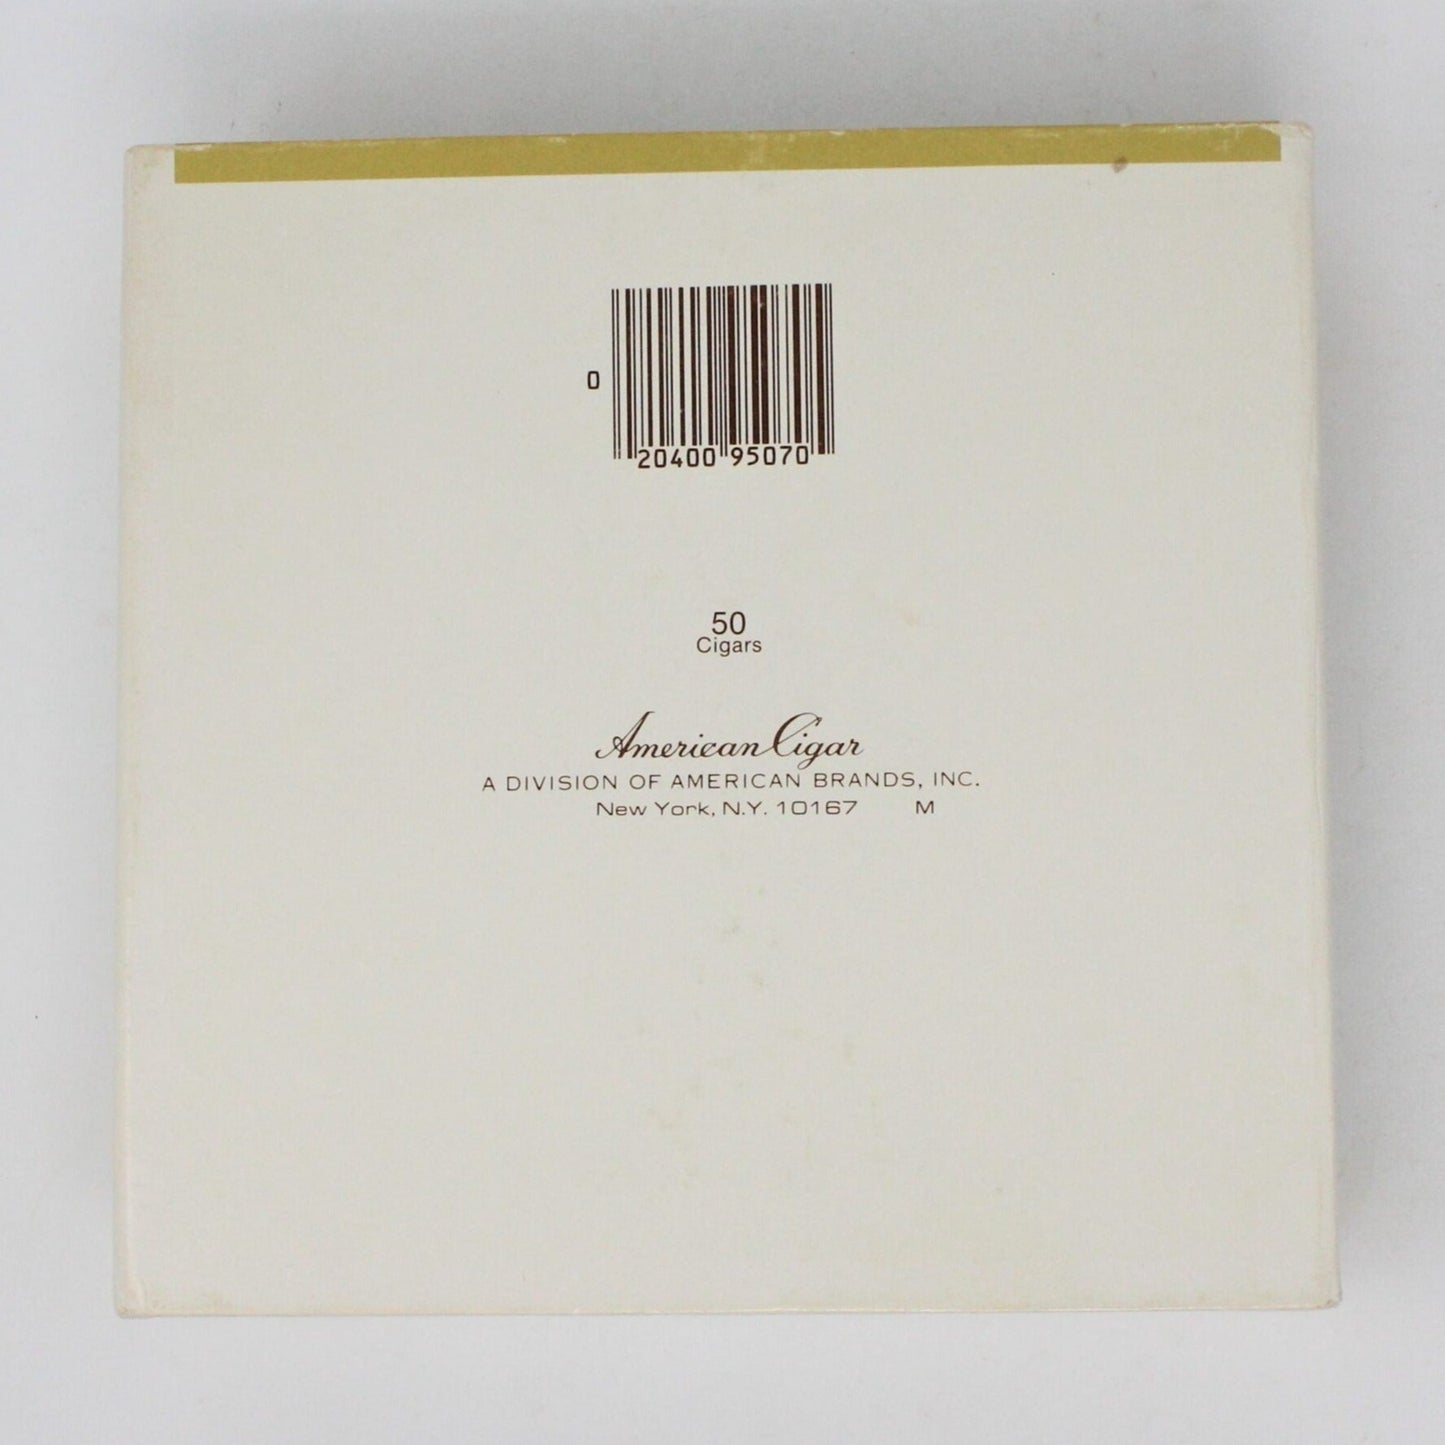 0
20400 95070
50
Cigars
American Cigar
A DIVISION OF AMERICAN BRANDS, INC.
New York, N.Y. 10167 M